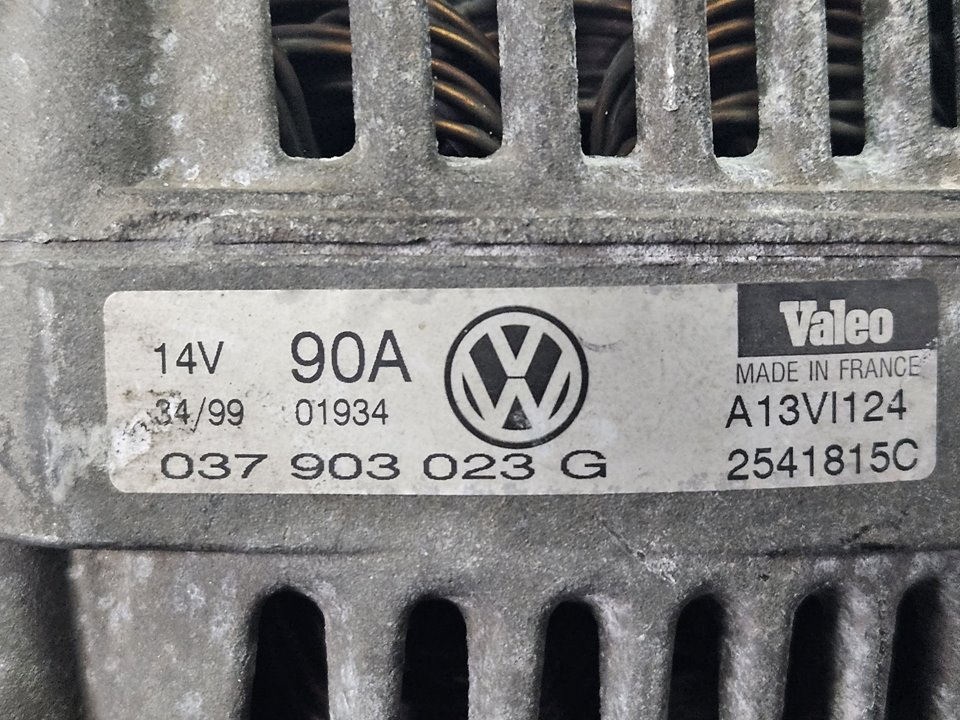 14V 90A
34/99 01934
037 903 023 G
Valeo
MADE IN FRANCE
A13VI124
2541815C